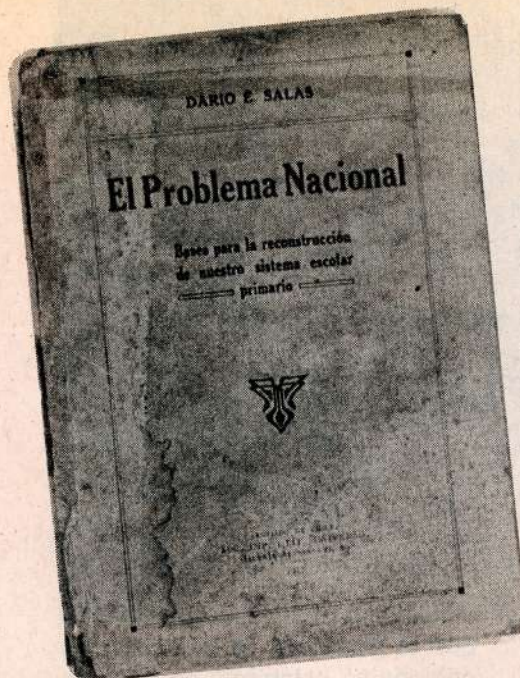 DARIO E. SALAS
El Problema Nacional
Bases para la reconstrucción
de nuestro sistema escolar
primario